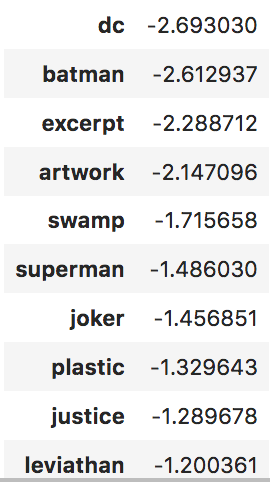 dc -2.693030
batman -2.612937
excerpt -2.288712
artwork -2.147096
swamp -1.715658
superman -1.486030
joker -1.456851
plastic -1.329643
justice -1.289678
leviathan -1.200361